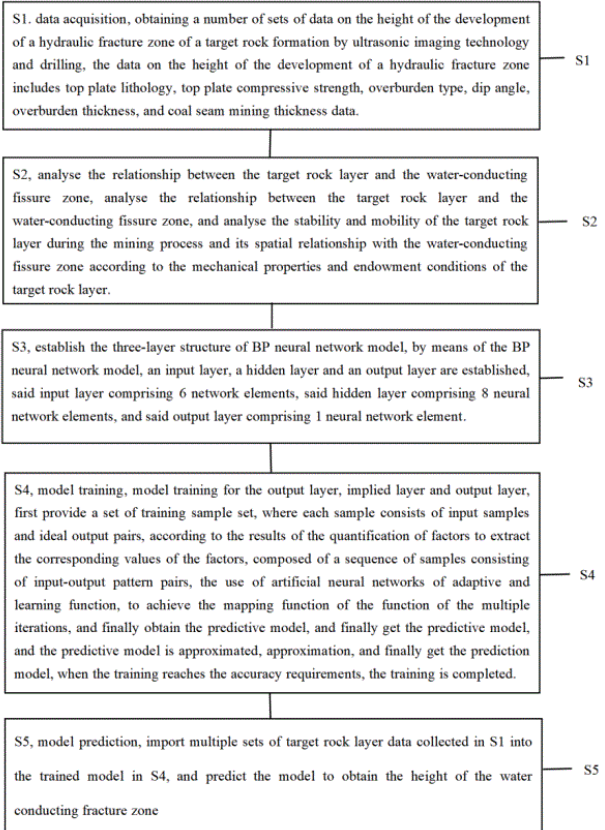 S1. data acquisition, obtaining a number of sets of data on the height of the development
of a hydraulic fracture zone of a target rock formation by ultrasonic imaging technology
and drilling, the data on the height of the development of a hydraulic fracture zone
includes top plate lithology, top plate compressive strength, overburden type, dip angle,
overburden thickness, and coal seam mining thickness data.
S1
S2, analyse the relationship between the target rock layer and the water-conducting
fissure zone, analyse the relationship between the target rock layer and the
water-conducting fissure zone, and analyse the stability and mobility of the target rock
layer during the mining process and its spatial relationship with the water-conducting
fissure zone according to the mechanical properties and endowment conditions of the
target rock layer.
S2
S3, establish the three-layer structure of BP neural network model, by means of the BP
neural network model, an input layer, a hidden layer and an output layer are established,
said input layer comprising 6 network elements, said hidden layer comprising 8 neural
network elements, and said output layer comprising 1 neural network element.
S3
S4, model training, model training for the output layer, implied layer and output layer,
first provide a set of training sample set, where each sample consists of input samples
and ideal output pairs, according to the results of the quantification of factors to extract
the corresponding values of the factors, composed of a sequence of samples consisting
of input-output pattern pairs, the use of artificial neural networks of adaptive and
learning function, to achieve the mapping function of the function of the multiple
iterations, and finally obtain the predictive model, and finally get the predictive model,
and the predictive model is approximated, approximation, and finally get the prediction
model, when the training reaches the accuracy requirements, the training is completed.
S4
S5, model prediction, import multiple sets of target rock layer data collected in S1 into
the trained model in S4, and predict the model to obtain the height of the water
conducting fracture zone
S5